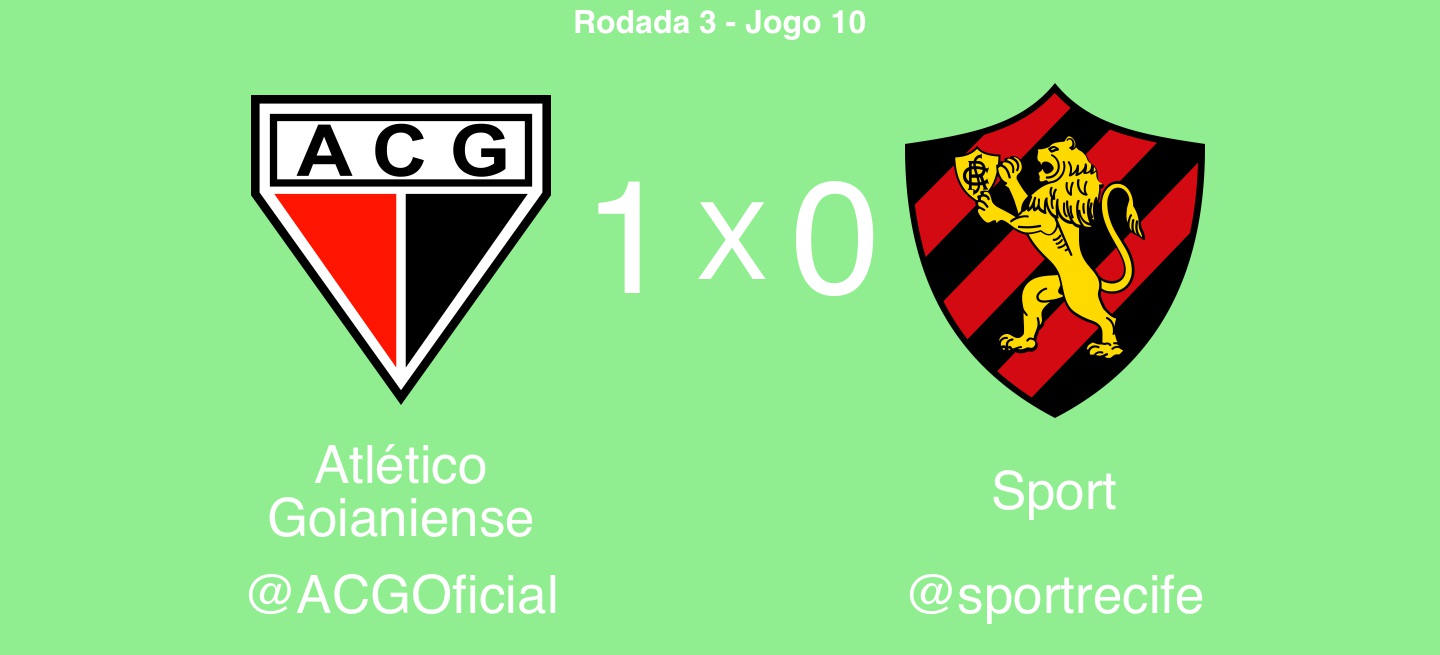 Rodada 3 - Jogo 10
ACG
1 x 0
Atlético
Goianiense
Sport
@ACGOficial
@sportrecife